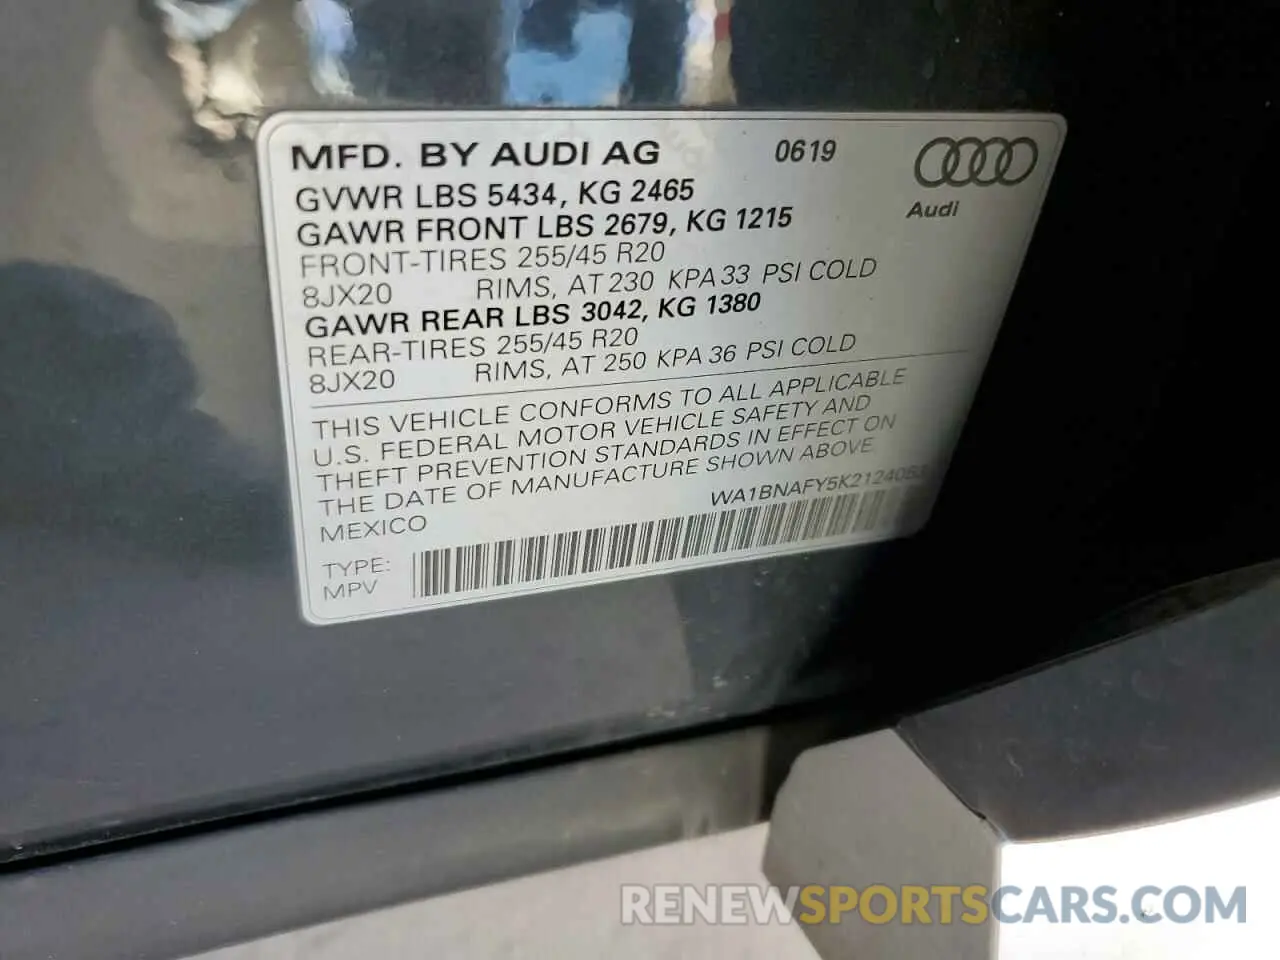 MFD. BY AUDI AG 0619
GVWR LBS 5434, KG 2465
GAWR FRONT LBS 2679, KG 1215
Audi
FRONT-TIRES 255/45 R20
8JX20 RIMS, AT 230 KPA 33 PSI COLD
GAWR REAR LBS 3042, KG 1380
REAR-TIRES 255/45 R20
8JX20 RIMS, AT 250 KPA 36 PSI COLD
THIS VEHICLE CONFORMS TO ALL APPLICABLE
U.S. FEDERAL MOTOR VEHICLE SAFETY AND
THEFT PREVENTION STANDARDS IN EFFECT ON
THE DATE OF MANUFACTURE SHOWN ABOVE
MEXICO
TYPE:
MPV
RENEWSPORTSCARS.COM